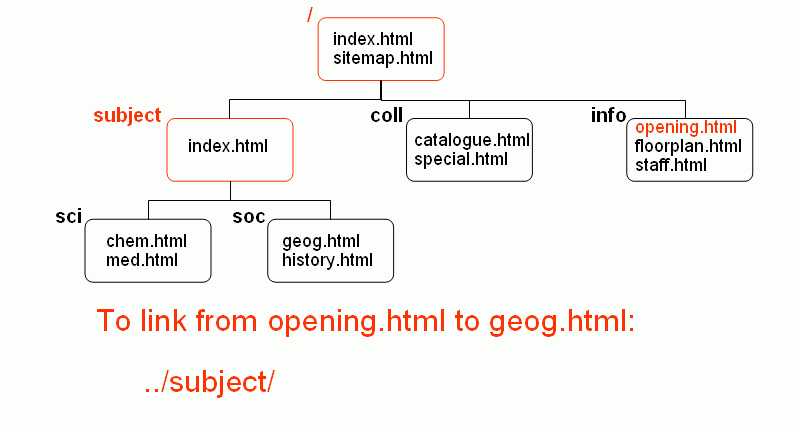 /
index.html
sitemap.html
subject
coll
info
index.html
catalogue.html
special.html
opening.html
floorplan.html
staff.html
sci
soc
chem.html
med.html
geog.html
history.html
To link from opening.html to geog.html:
../subject/